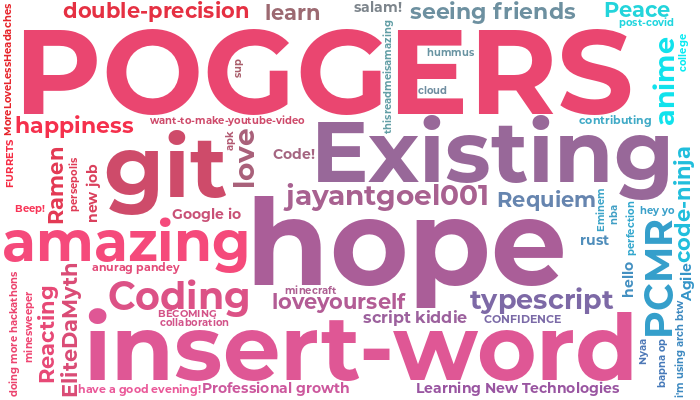 double-precision
learn
salam!
seeing friends
Peace
post-covid
MoreLoveLessHeadaches
POGGERS
sup
thisreadmeisamazing
hummus
cloud
anime
college
happiness
want-to-make-youtube-video
contributing
FURRETS
git
apk
love
Code!
Existing
Ramen
persepolis
new job
jayantgoel001
Requiem
Eminem
nba
perfection
hey yo
code-ninja
Beep!
Google io
amazing
hope
rust
PCMR
anurag pandey
hello
Agile
doing more hackathons
minesweeper
Reacting
EliteDaMyth
Coding
minecraft
loveyourself
typescript
BECOMING
collaboration
script kiddie
CONFIDENCE
insert-word
Nyaa
bapna op
i'm using arch btw
have a good evening!
Professional growth
Learning New Technologies